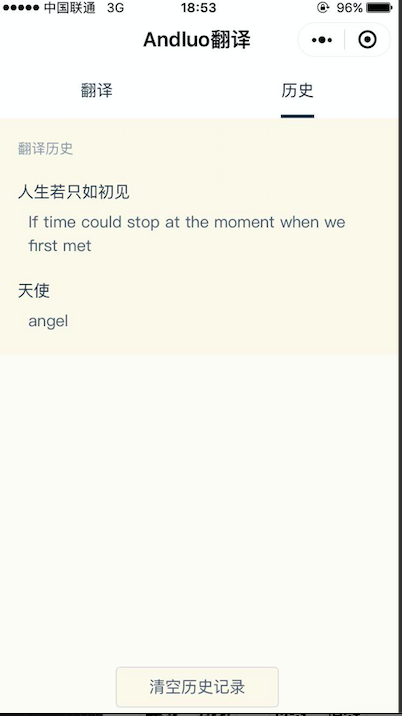 中国联通 3G 18:53 96%
Andluo翻译
翻译 历史
翻译历史
人生若只如初见
If time could stop at the moment when we
first met
天使
angel
清空历史记录